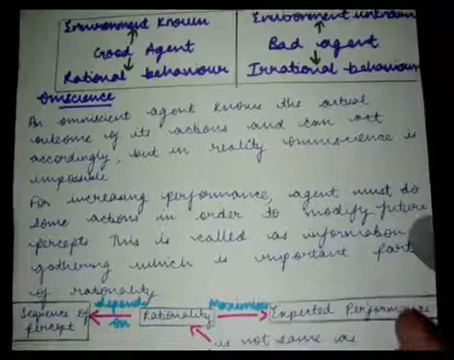 Environment known
Good Agent
Rational behaviour
Environment unknown
Bad agent
Irrational behaviour
Omniscience
An omniscient agent knows the actual
outcome of its actions and can act
accordingly, but in reality omniscience is
impossible
For increasing performance, agent must do
some actions in order to modify future
percepts This is called as information
gathering which is important part
of rationality.
Sequence of
percept
depends
on
Rationality
Maximizes
Expected Performance
is not same as